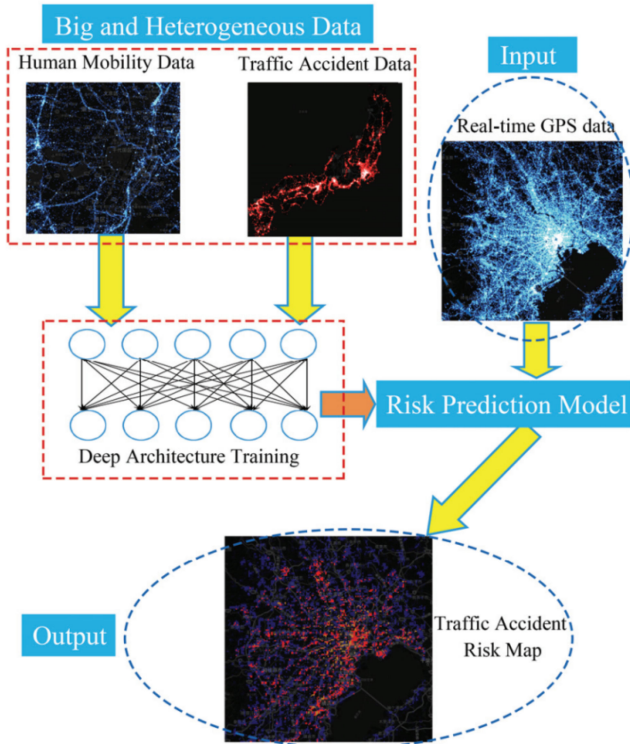 Big and Heterogeneous Data
Human Mobility Data
Traffic Accident Data
Input
Real-time GPS data
Deep Architecture Training
Risk Prediction Model
Output
Traffic Accident
Risk Map